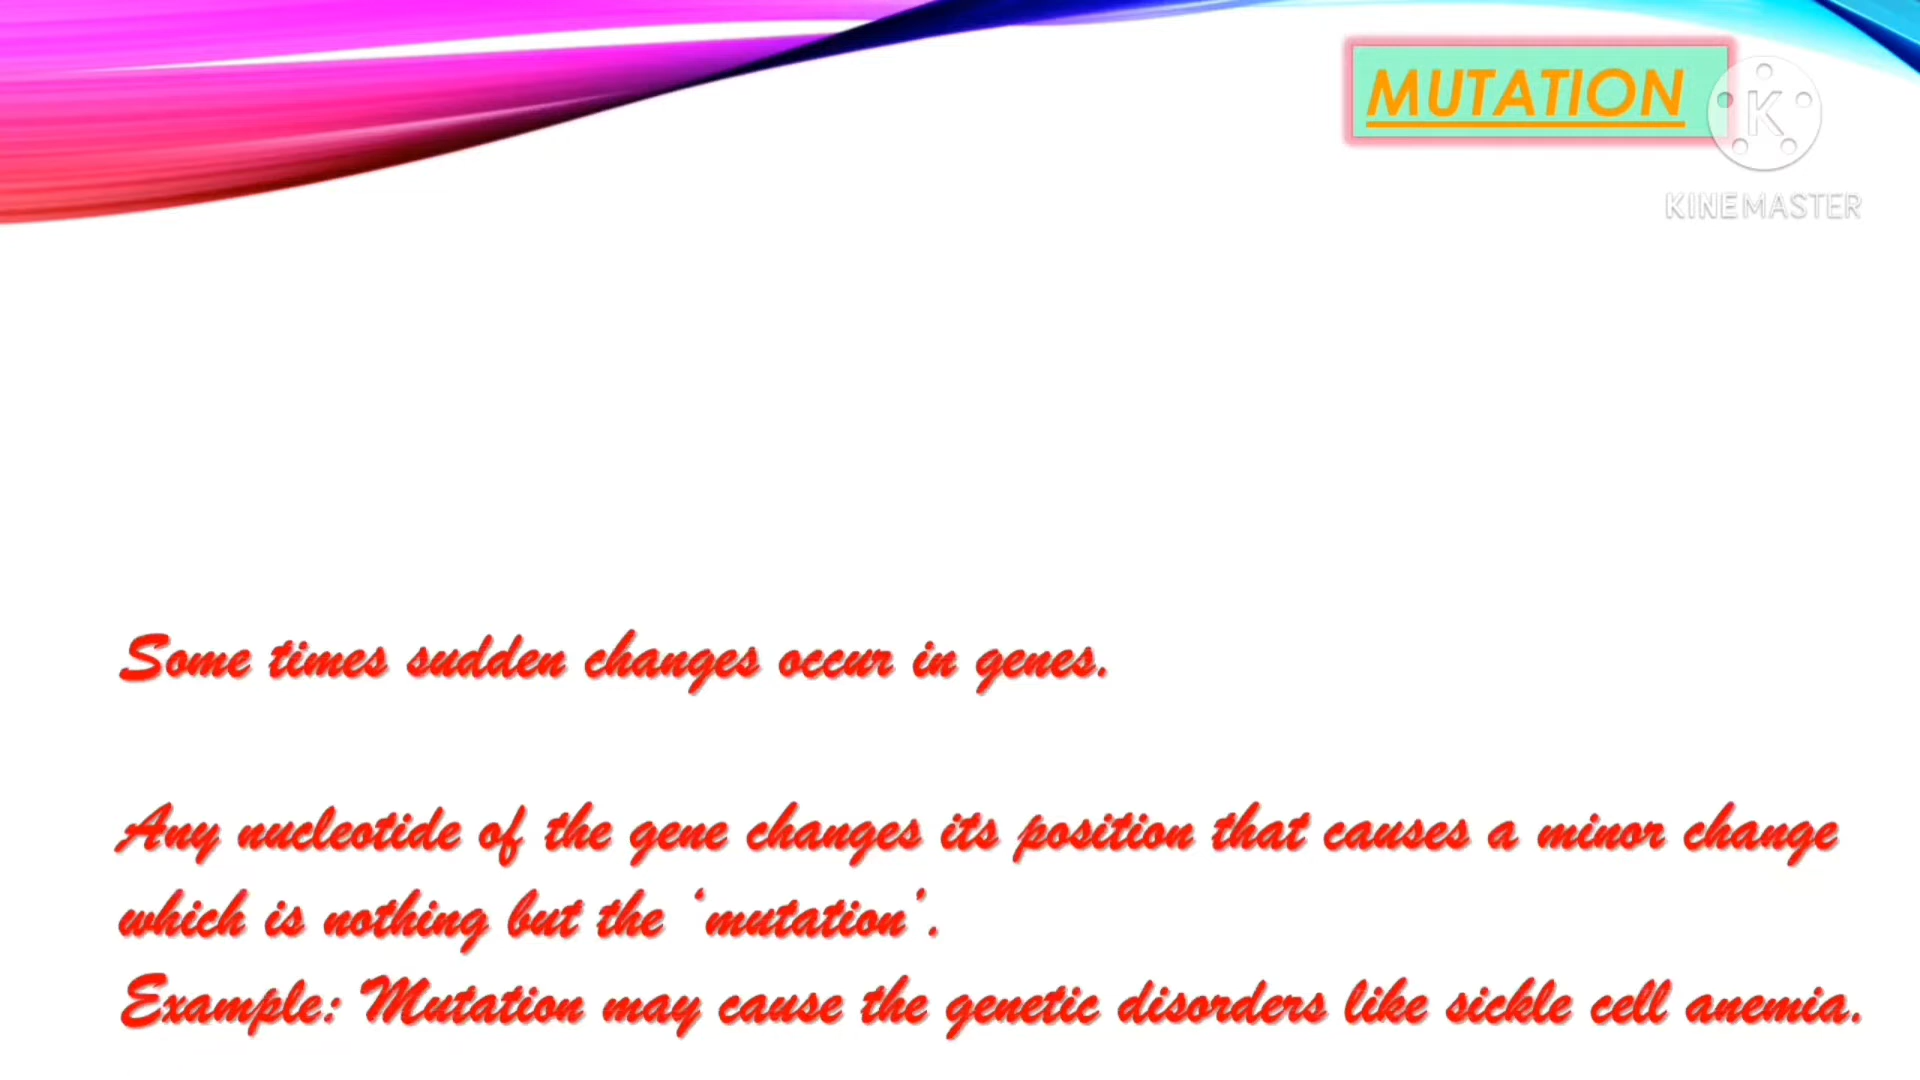 MUTATION
K
KINEMASTER
Some times sudden changes occur in genes.
Any nucleotide of the gene changes its position that causes a minor change
which is nothing but the ‘mutation’.
Example: Mutation may cause the genetic disorders like sickle cell anemia.